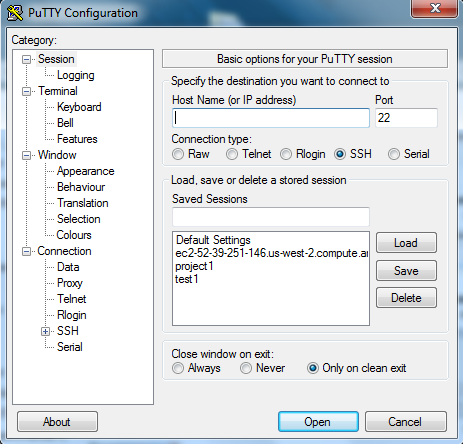 PuTTY Configuration
Category:
Session
Logging
Terminal
Keyboard
Bell
Features
Window
Appearance
Behaviour
Translation
Selection
Colours
Connection
Data
Proxy
Telnet
Rlogin
SSH
Serial
Basic options for your PuTTY session
Specify the destination you want to connect to
Host Name (or IP address) Port
22
Connection type:
Raw Telnet Rlogin SSH Serial
Load, save or delete a stored session
Saved Sessions
Default Settings
ec2-52-39-251-146.us-west-2.compute.
project1
test1
Load
Save
Delete
Close window on exit:
Always Never Only on clean exit
About Open Cancel